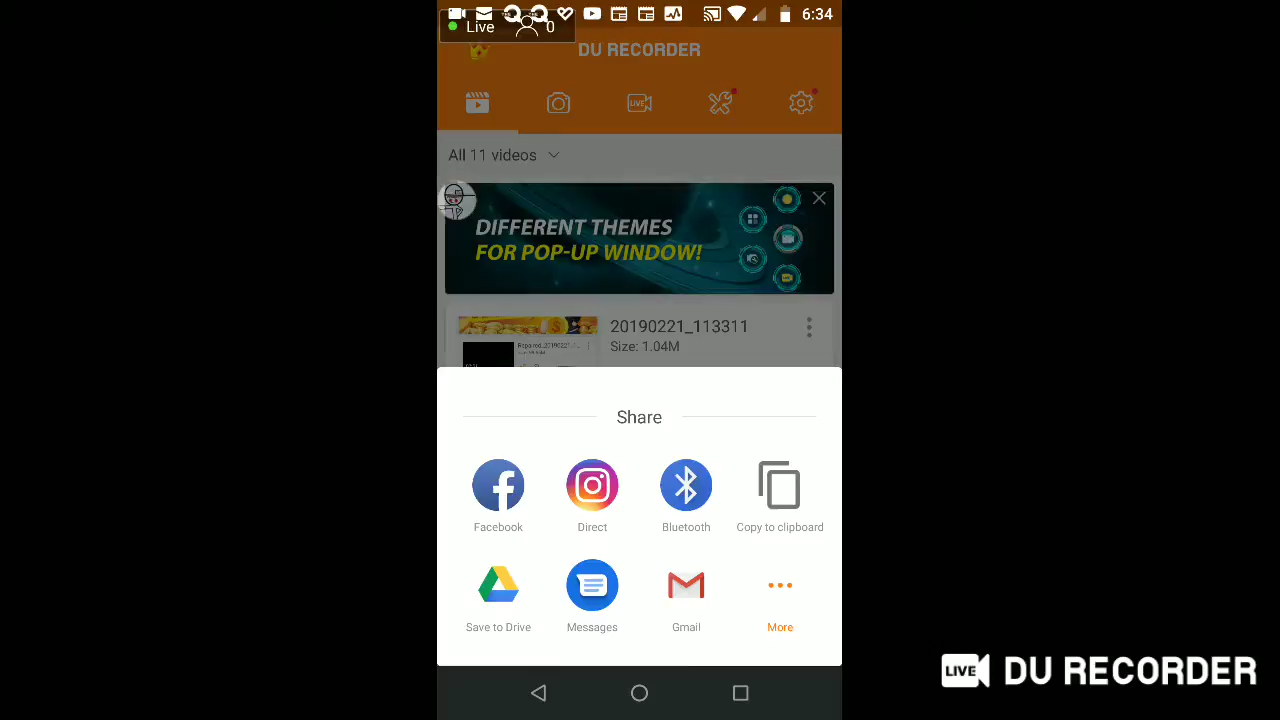 6:34
Live 0
DU RECORDER
LIVE
All 11 videos
DIFFERENT THEMES
FOR POP-UP WINDOW!
20190221_113311
Size: 1.04M
Share
Facebook Direct Bluetooth Copy to clipboard
Save to Drive Messages Gmail More
LIVE DU RECORDER